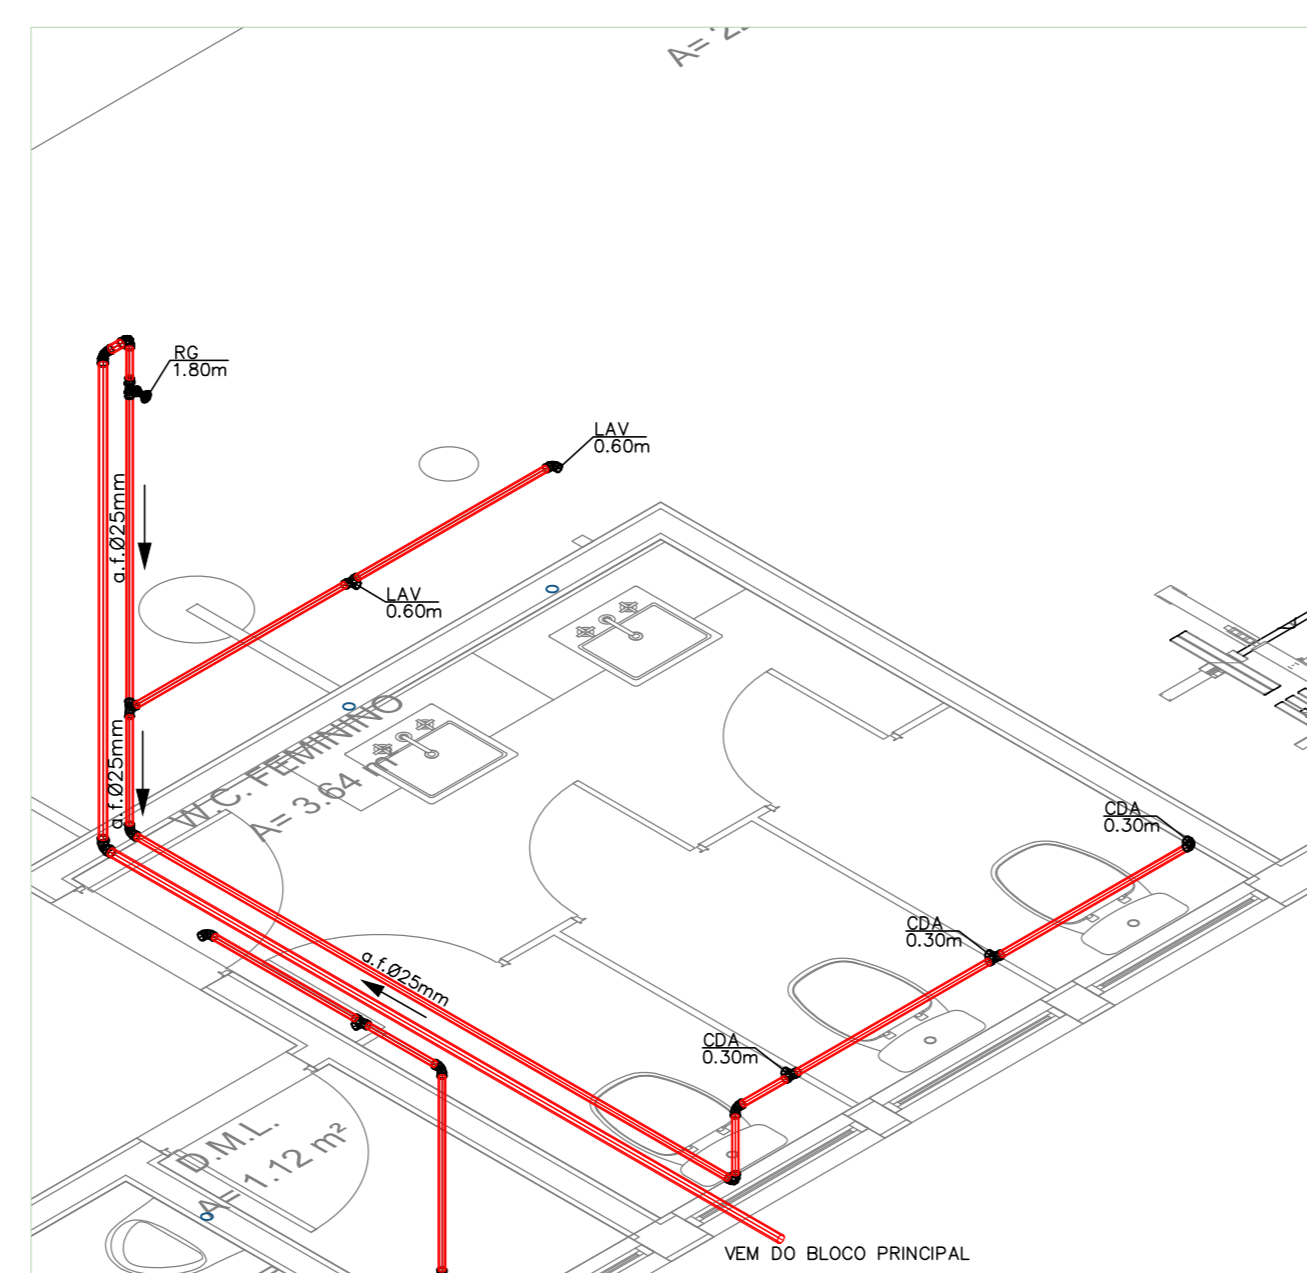 RG
1.80m
LAV
0.60m
a.f.Ø25mm
LAV
0.60m
a.f.Ø25mm
W.C. FEMININO
A= 3.64 m²
CDA
0.30m
CDA
0.30m
a.f.Ø25mm
CDA
0.30m
D.M.L.
A= 1.12 m²
VEM DO BLOCO PRINCIPAL